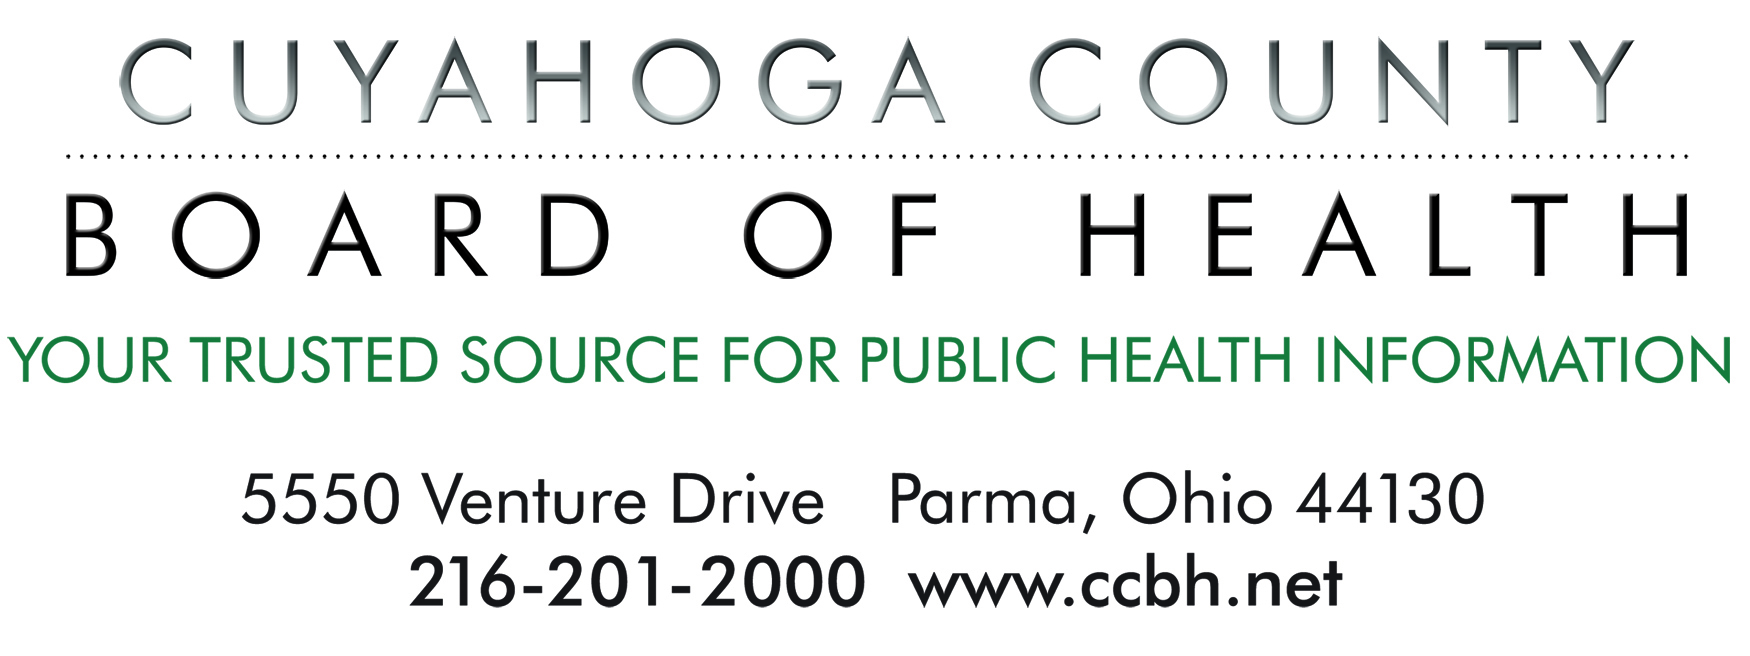 CUYAHOGA COUNTY
BOARD OF HEALTH
YOUR TRUSTED SOURCE FOR PUBLIC HEALTH INFORMATION
5550 Venture Drive Parma, Ohio 44130
216-201-2000 www.ccbh.net